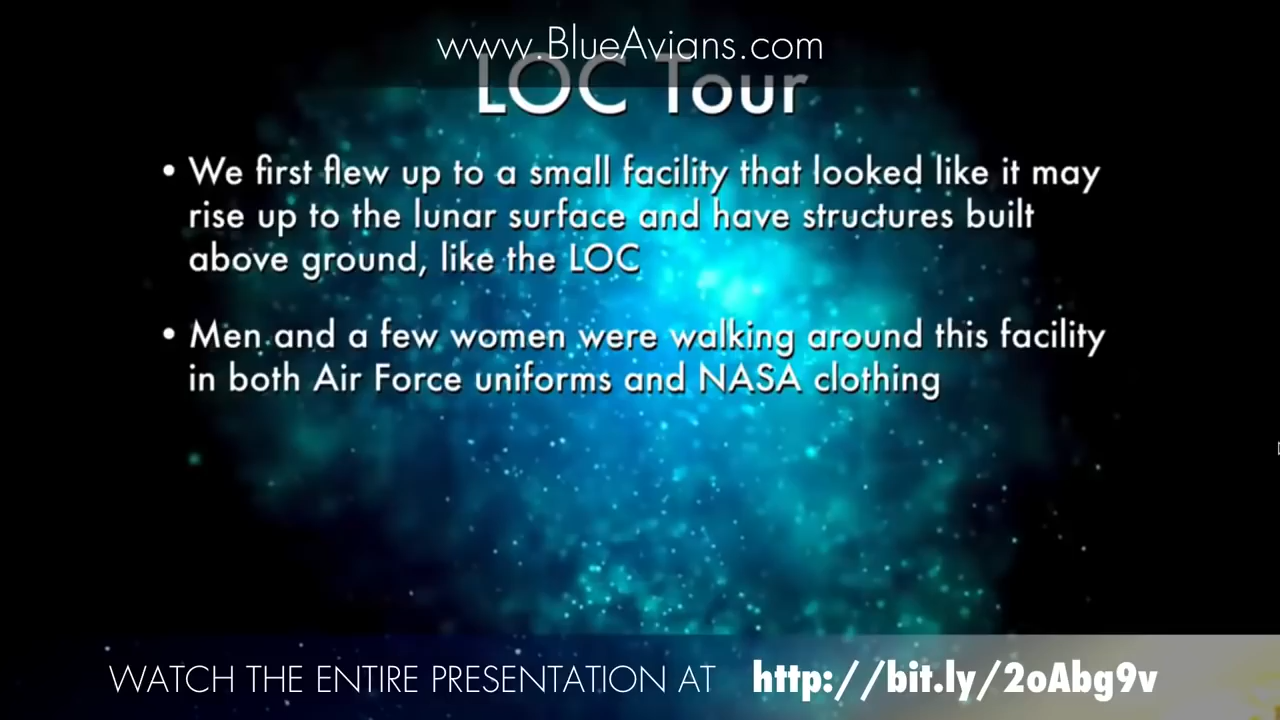 www.BlueAvians.com
LOC Tour
• We first flew up to a small facility that looked like it may
rise up to the lunar surface and have structures built
above ground, like the LOC
• Men and a few women were walking around this facility
in both Air Force uniforms and NASA clothing
WATCH THE ENTIRE PRESENTATION AT http://bit.ly/2oAbg9v